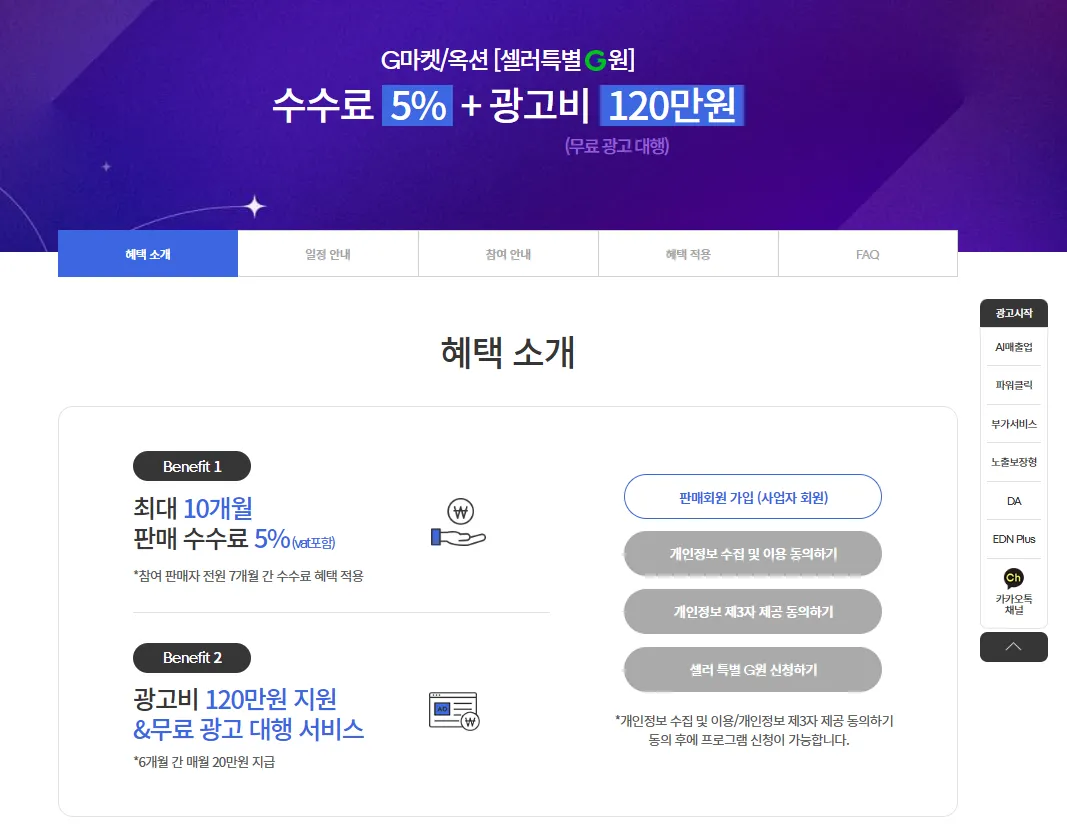 G마켓/옥션 [셀러특별G원]
수수료 5% + 광고비 120만원
(무료 광고 대행)
혜택 소개
일정 안내
참여 안내
혜택 적용
FAQ
혜택 소개
Benefit 1
최대 10개월
판매 수수료 5%(vat포함)
*참여 판매자 전원 7개월 간 수수료 혜택 적용
Benefit 2
광고비 120만원 지원
&무료 광고 대행 서비스
AD
*6개월 간 매월 20만원 지급
판매회원 가입 (사업자 회원)
개인정보 수집 및 이용 동의하기
개인정보 제3자 제공 동의하기
셀러 특별 G원 신청하기
*개인정보 수집 및 이용/개인정보 제3자 제공 동의하기
동의 후에 프로그램 신청이 가능합니다.
광고시작
AI매출업
파워클릭
부가서비스
노출보장형
DA
EDN Plus
Ch
카카오톡
채널